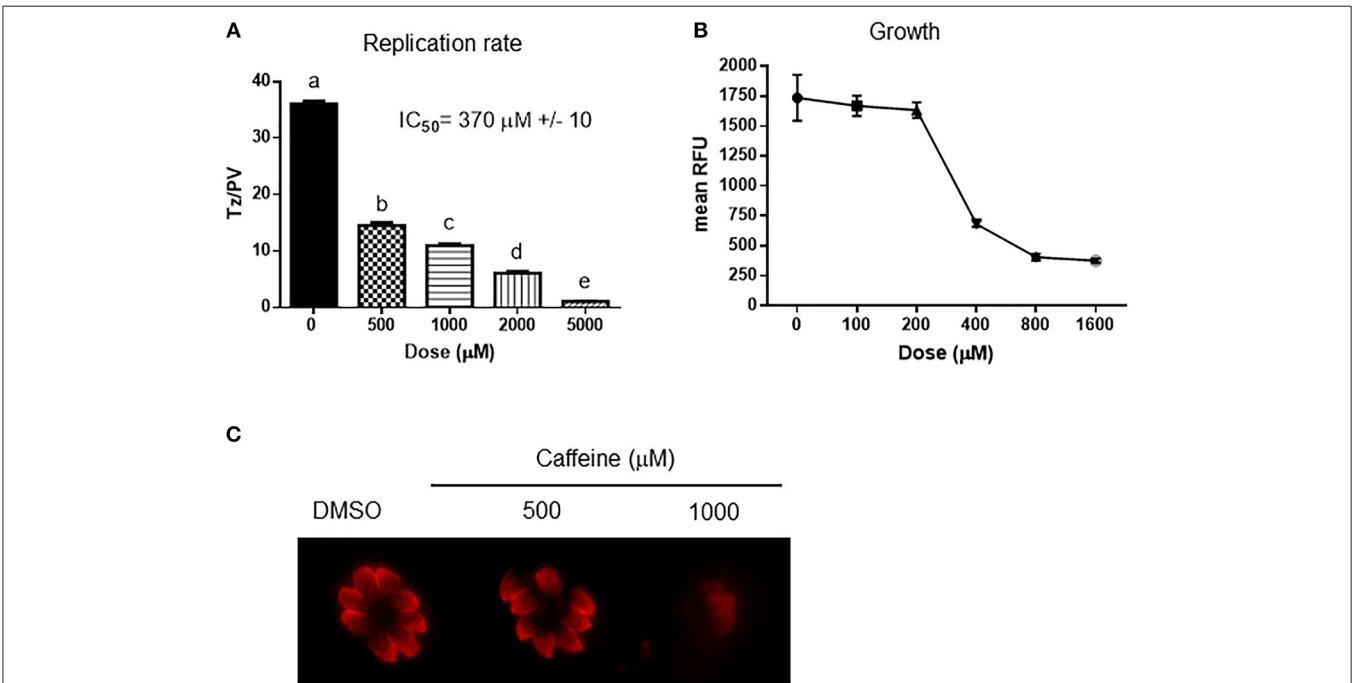 A
Replication rate
IC50= 370 μM +/- 10
Tz/PV
40
30
20
10
0
a
b
c
d
e
0 500 1000 2000 5000
Dose (μM)
B
Growth
mean RFU
2000
1750
1500
1250
1000
750
500
250
0
0 100 200 400 800 1600
Dose (μM)
C
Caffeine (μM)
DMSO 500 1000